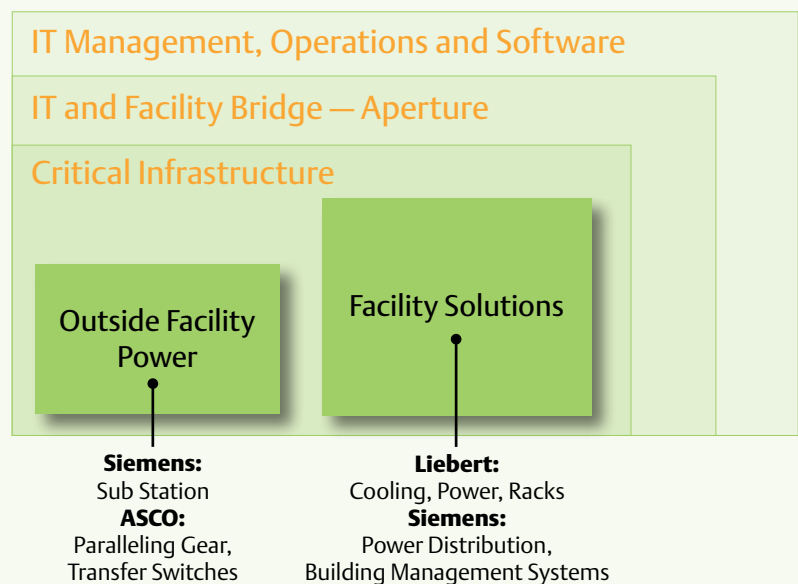 IT Management, Operations and Software
IT and Facility Bridge — Aperture
Critical Infrastructure
Outside Facility
Power
Facility Solutions
Siemens:
Sub Station
ASCO:
Paralleling Gear,
Transfer Switches
Liebert:
Cooling, Power, Racks
Siemens:
Power Distribution,
Building Management Systems